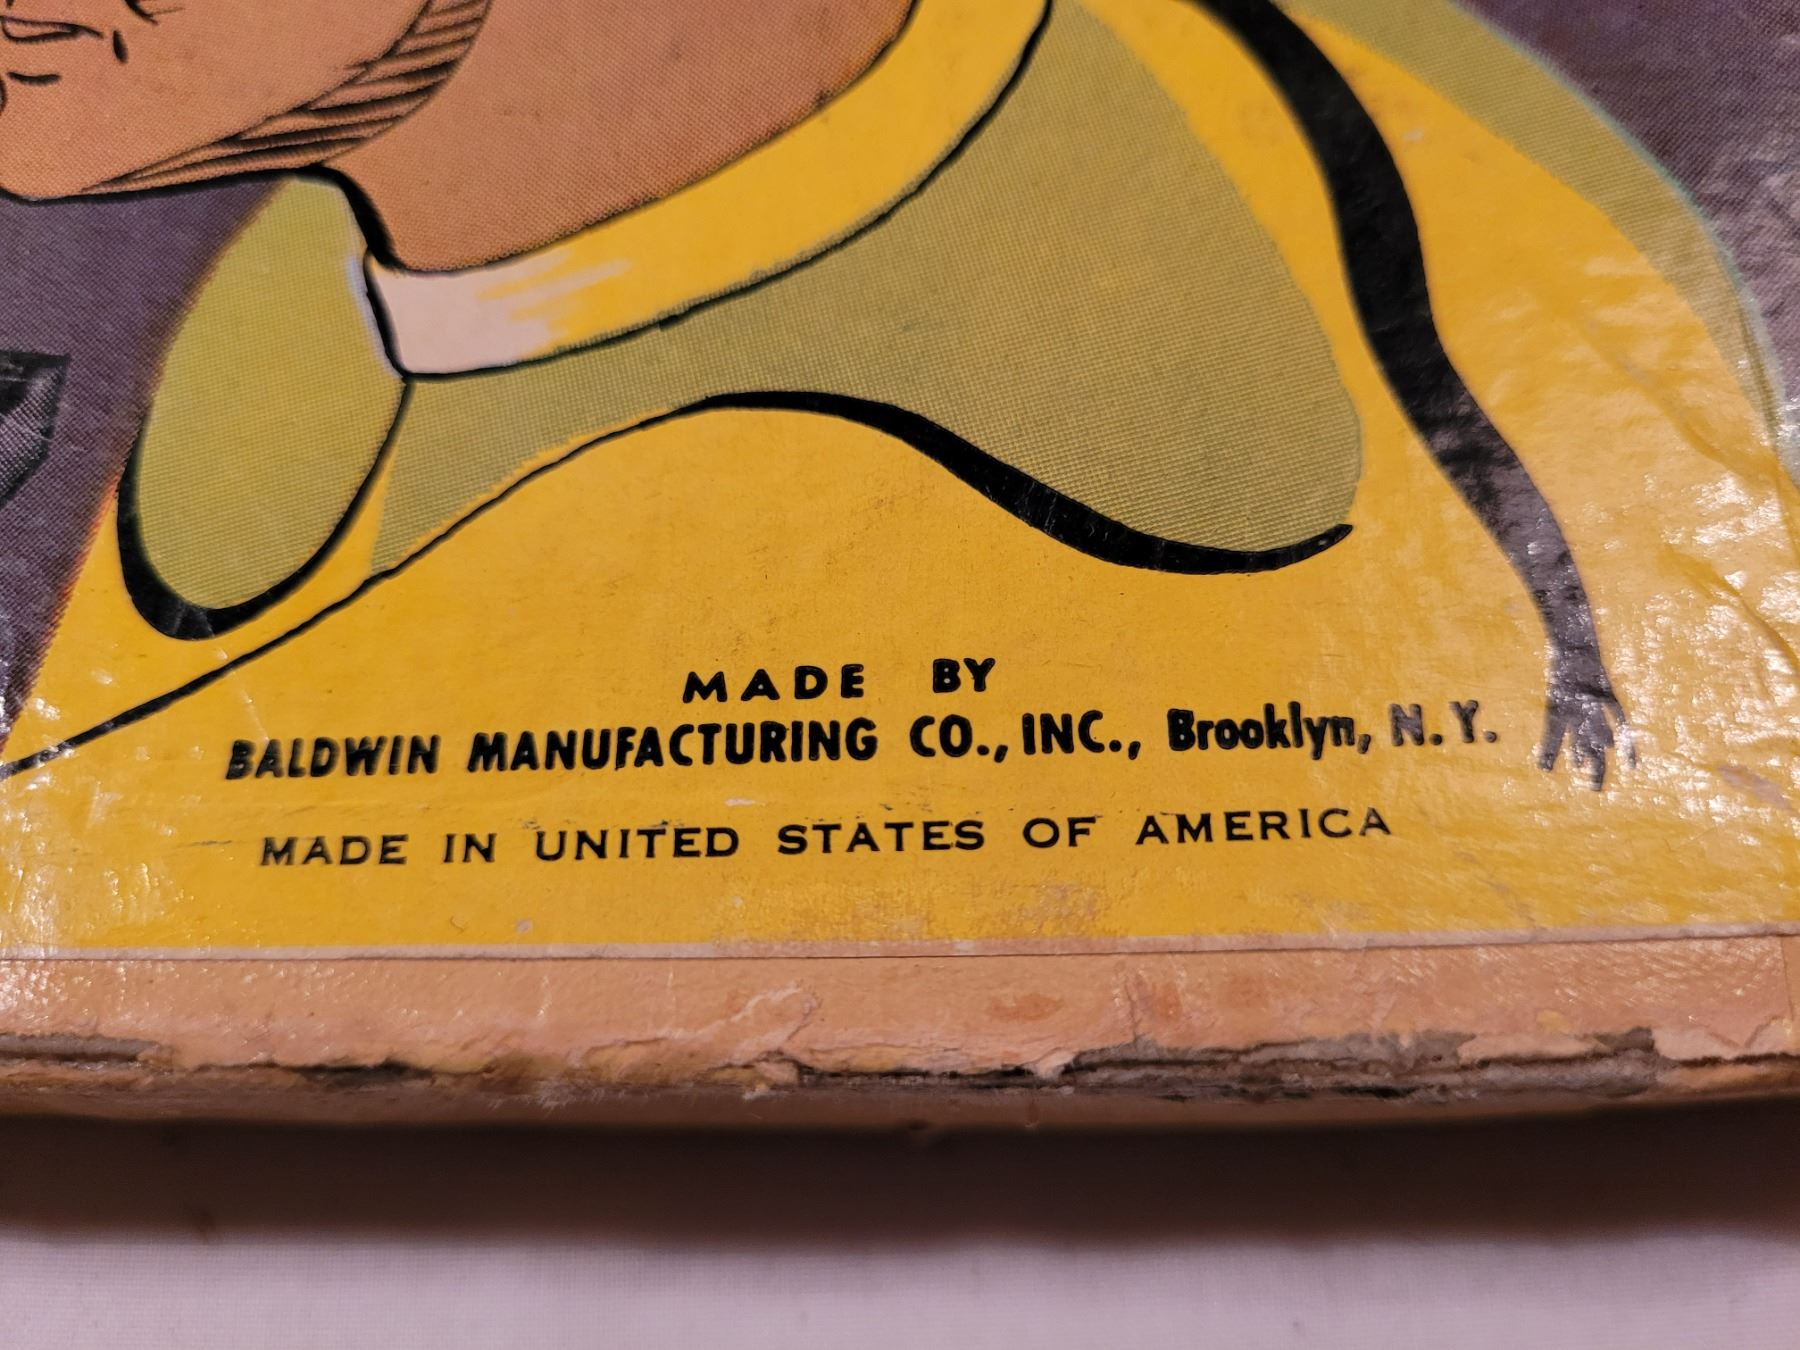 MADE BY
BALDWIN MANUFACTURING CO., INC., Brooklyn, N. Y.
MADE IN UNITED STATES OF AMERICA